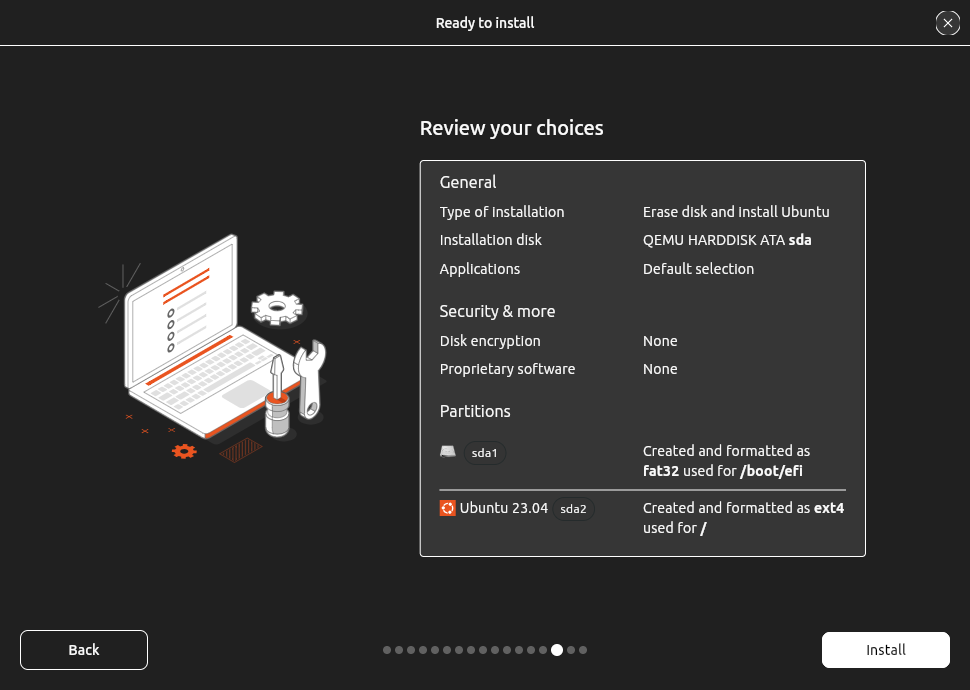 Ready to install
Review your choices
General
Type of installation Erase disk and install Ubuntu
Installation disk QEMU HARDDISK ATA sda
Applications Default selection
Security & more
Disk encryption None
Proprietary software None
Partitions
sda1 Created and formatted as
fat32 used for /boot/efi
Ubuntu 23.04 sda2 Created and formatted as ext4
used for /
Back Install